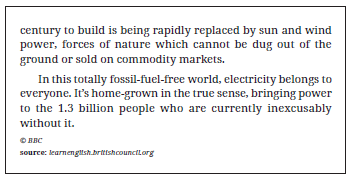 century to build is being rapidly replaced by sun and wind
power, forces of nature which cannot be dug out of the
ground or sold on commodity markets.
In this totally fossil-fuel-free world, electricity belongs to
everyone. It's home-grown in the true sense, bringing power
to the 1.3 billion people who are currently inexcusably
without it.
© BBC
source: learnenglish.britishcouncil.org